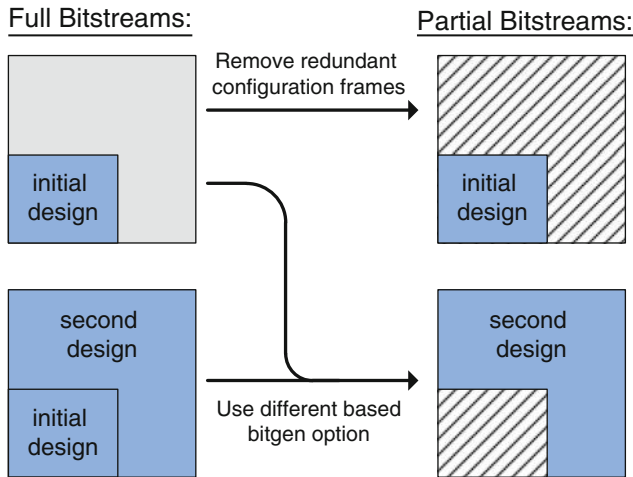 Full Bitstreams:
Partial Bitstreams:
Remove redundant
configuration frames
initial
design
initial
design
second
design
initial
design
Use different based
bitgen option
second
design